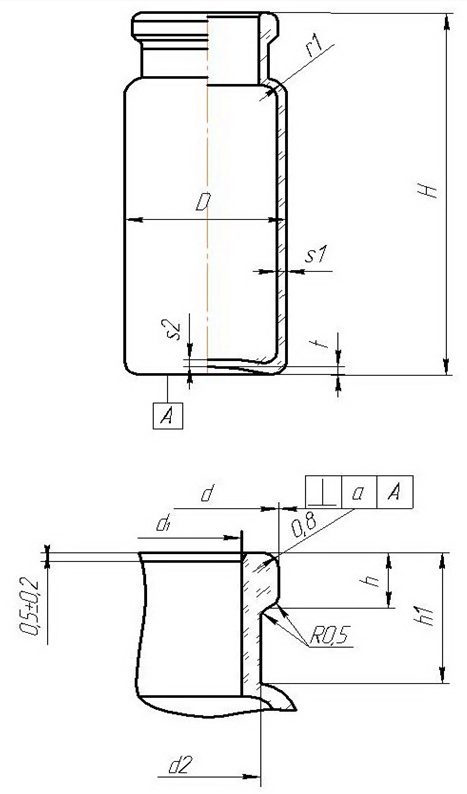 r1
D
H
s1
s2
t
A
d
⊥ a A
d₁
0,8
0,5±0,2
h
h1
R0,5
d2